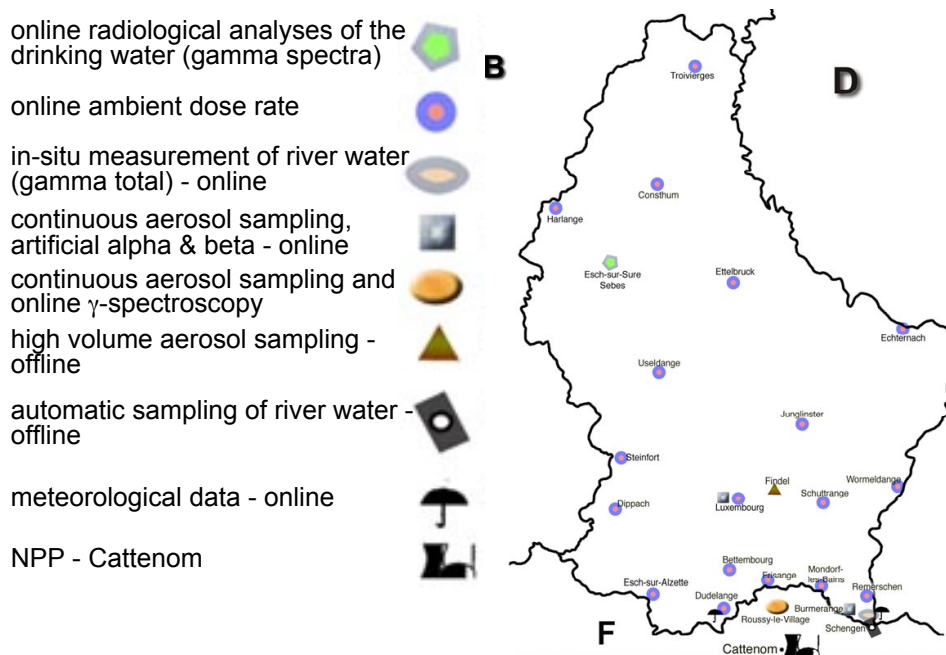 online radiological analyses of the
drinking water (gamma spectra)
online ambient dose rate
in-situ measurement of river water
(gamma total) - online
continuous aerosol sampling,
artificial alpha & beta - online
continuous aerosol sampling and
online γ-spectroscopy
high volume aerosol sampling -
offline
automatic sampling of river water -
offline
meteorological data - online
NPP - Cattenom
B
D
Troivierges
Consthum
Harlange
Esch-sur-Sure
Sebes
Ettelbruck
Echternach
Useldange
Junglinster
Steinfort
Findel
Wormeldange
Luxembourg
Schuttrange
Dippach
Bettembourg
Frisange
Mondorf-
les-Bains
Esch-sur-Alzette
Remerschen
Dudelange
Burmerange
Roussy-le-Village
Schengen
F
Cattenom